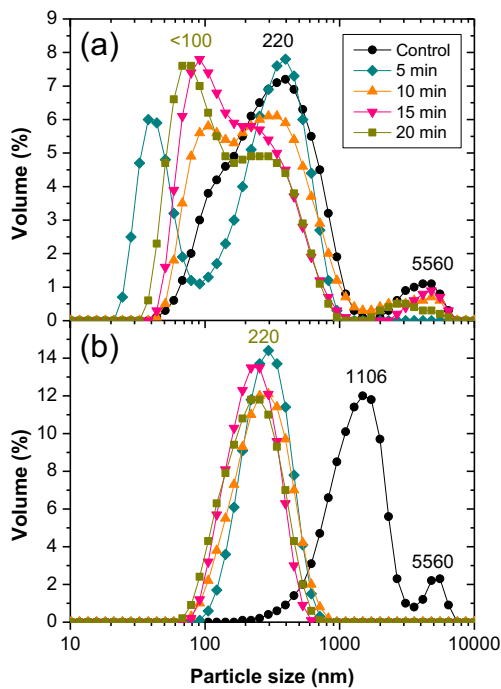 (a)
<100
220
Control
5 min
10 min
15 min
20 min
5560
9
8
7
6
5
4
3
2
1
0
Volume (%)
(b)
220
1106
5560
14
12
10
8
6
4
2
0
Volume (%)
10
100
1000
10000
Particle size (nm)